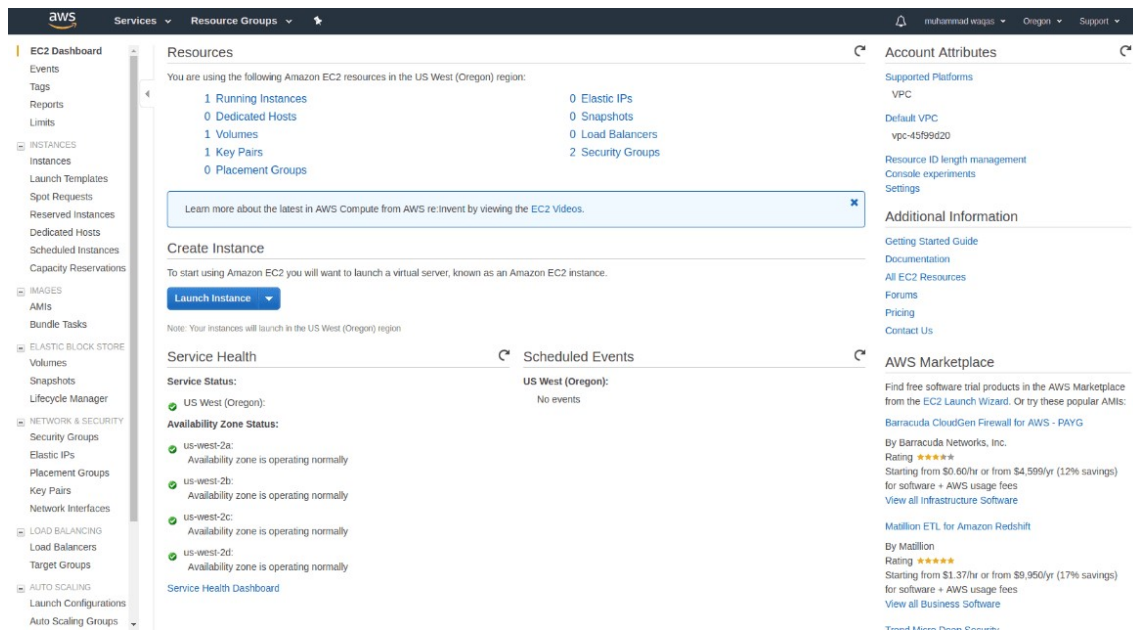 aws
Services
Resource Groups
muhammad waqas
Oregon
Support
EC2 Dashboard
Events
Tags
Reports
Limits
INSTANCES
Instances
Launch Templates
Spot Requests
Reserved Instances
Dedicated Hosts
Scheduled Instances
Capacity Reservations
IMAGES
AMIs
Bundle Tasks
ELASTIC BLOCK STORE
Volumes
Snapshots
Lifecycle Manager
NETWORK & SECURITY
Security Groups
Elastic IPs
Placement Groups
Key Pairs
Network Interfaces
LOAD BALANCING
Load Balancers
Target Groups
AUTO SCALING
Launch Configurations
Auto Scaling Groups
Resources
You are using the following Amazon EC2 resources in the US West (Oregon) region:
1 Running Instances
0 Dedicated Hosts
1 Volumes
1 Key Pairs
0 Placement Groups
0 Elastic IPs
0 Snapshots
0 Load Balancers
2 Security Groups
Learn more about the latest in AWS Compute from AWS re:Invent by viewing the EC2 Videos.
Create Instance
To start using Amazon EC2 you will want to launch a virtual server, known as an Amazon EC2 instance.
Launch Instance
Note: Your instances will launch in the US West (Oregon) region
Service Health
Service Status:
US West (Oregon):
Availability Zone Status:
us-west-2a:
Availability zone is operating normally
us-west-2b:
Availability zone is operating normally
us-west-2c:
Availability zone is operating normally
us-west-2d:
Availability zone is operating normally
Service Health Dashboard
Scheduled Events
US West (Oregon):
No events
Account Attributes
Supported Platforms
VPC
Default VPC
vpc-45f99d20
Resource ID length management
Console experiments
Settings
Additional Information
Getting Started Guide
Documentation
All EC2 Resources
Forums
Pricing
Contact Us
AWS Marketplace
Find free software trial products in the AWS Marketplace
from the EC2 Launch Wizard. Or try these popular AMIs:
Barracuda CloudGen Firewall for AWS - PAYG
By Barracuda Networks, Inc.
Rating
Starting from $0.60/hr or from $4,599/yr (12% savings)
for software + AWS usage fees
View all Infrastructure Software
Matillion ETL for Amazon Redshift
By Matillion
Rating
Starting from $1.37/hr or from $9,950/yr (17% savings)
for software + AWS usage fees
View all Business Software
Trend Micro Deep Security